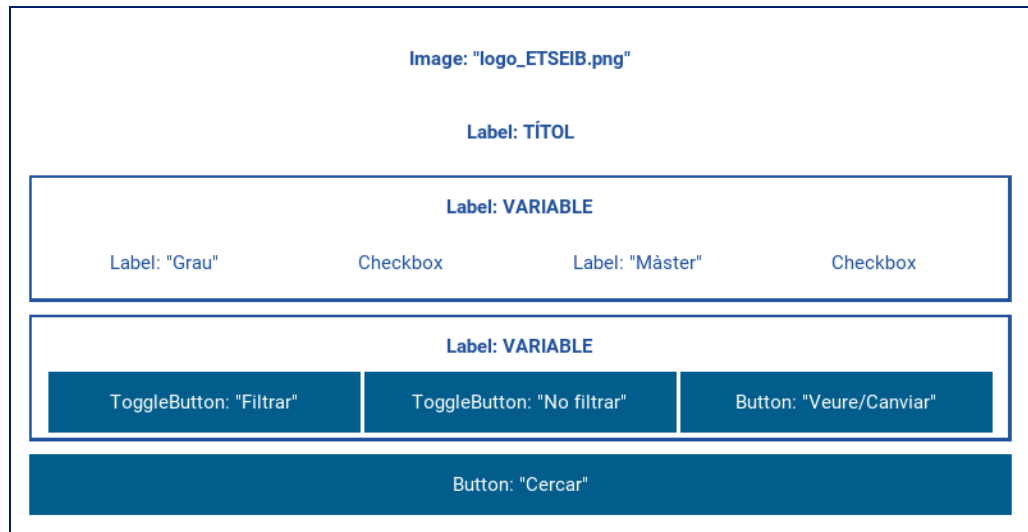 Image: "logo_ETSEIB.png"
Label: TÍTOL
Label: VARIABLE
Label: "Grau" Checkbox Label: "Màster" Checkbox
Label: VARIABLE
ToggleButton: "Filtrar" ToggleButton: "No filtrar" Button: "Veure/Canviar"
Button: "Cercar"